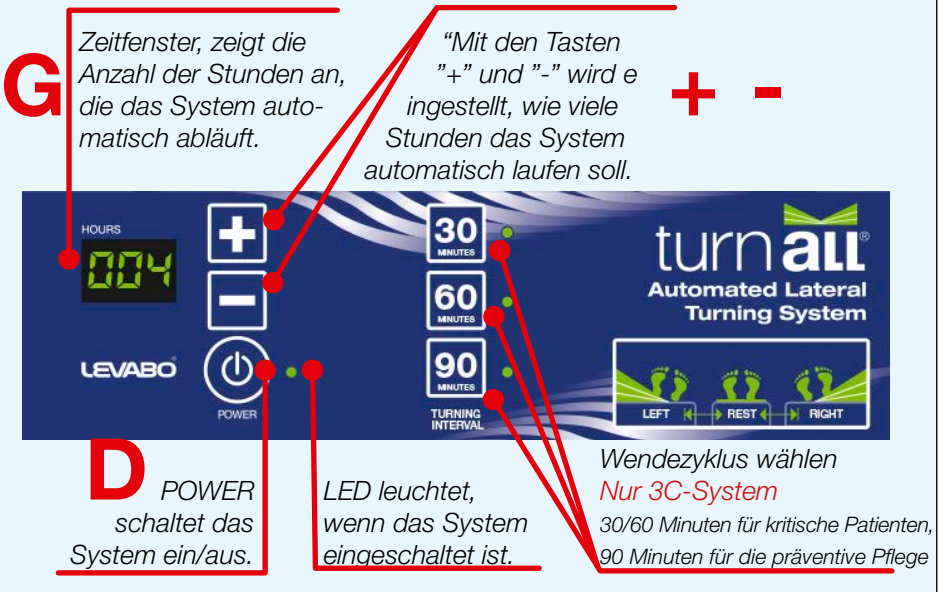 G
Zeitfenster, zeigt die
Anzahl der Stunden an,
die das System auto-
matisch abläuft.
“Mit den Tasten
”+” und ”-” wird e
ingestellt, wie viele
Stunden das System
automatisch laufen soll.
+ -
HOURS
004
+
-
LEVABO®
POWER
30
MINUTES
60
MINUTES
90
MINUTES
TURNING
INTERVAL
turn all®
Automated Lateral
Turning System
LEFT REST RIGHT
D
POWER
schaltet das
System ein/aus.
LED leuchtet,
wenn das System
eingeschaltet ist.
Wendezyklus wählen
Nur 3C-System
30/60 Minuten für kritische Patienten,
90 Minuten für die präventive Pflege